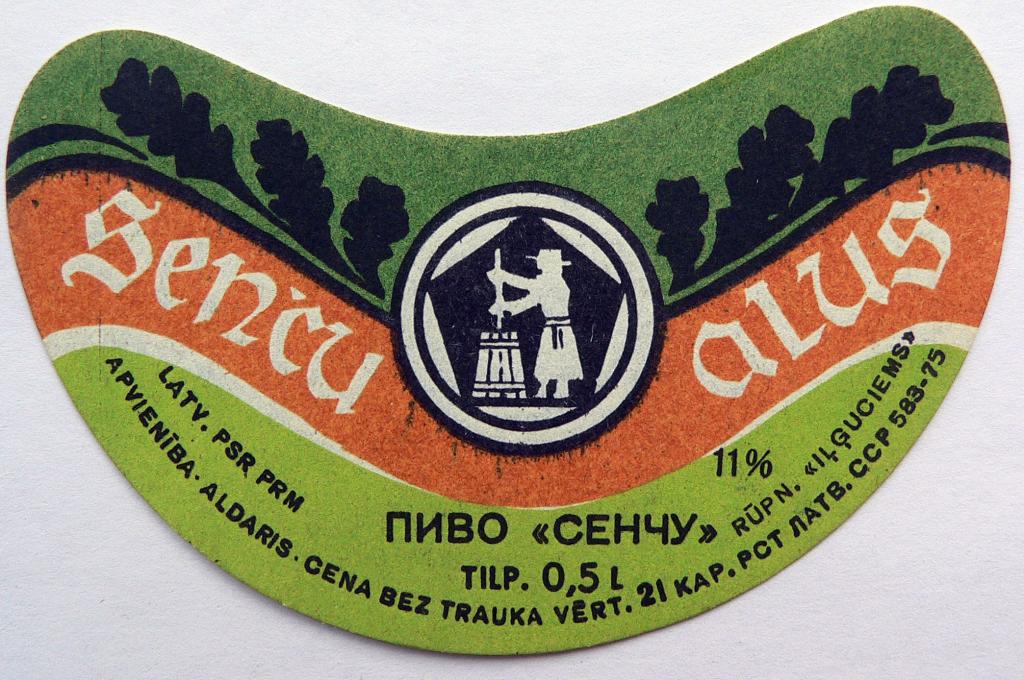 Senču alus
LATV. PSR PRM
11%
RŪPN. «IĻĢUCIEMS»
ПИВО «СЕНЧУ»
TILP. 0,5 L
APVIENĪBA·ALDARIS·CENA BEZ TRAUKA VĒRT. 21 KAP. РСТ ЛАТВ. ССР 583-75